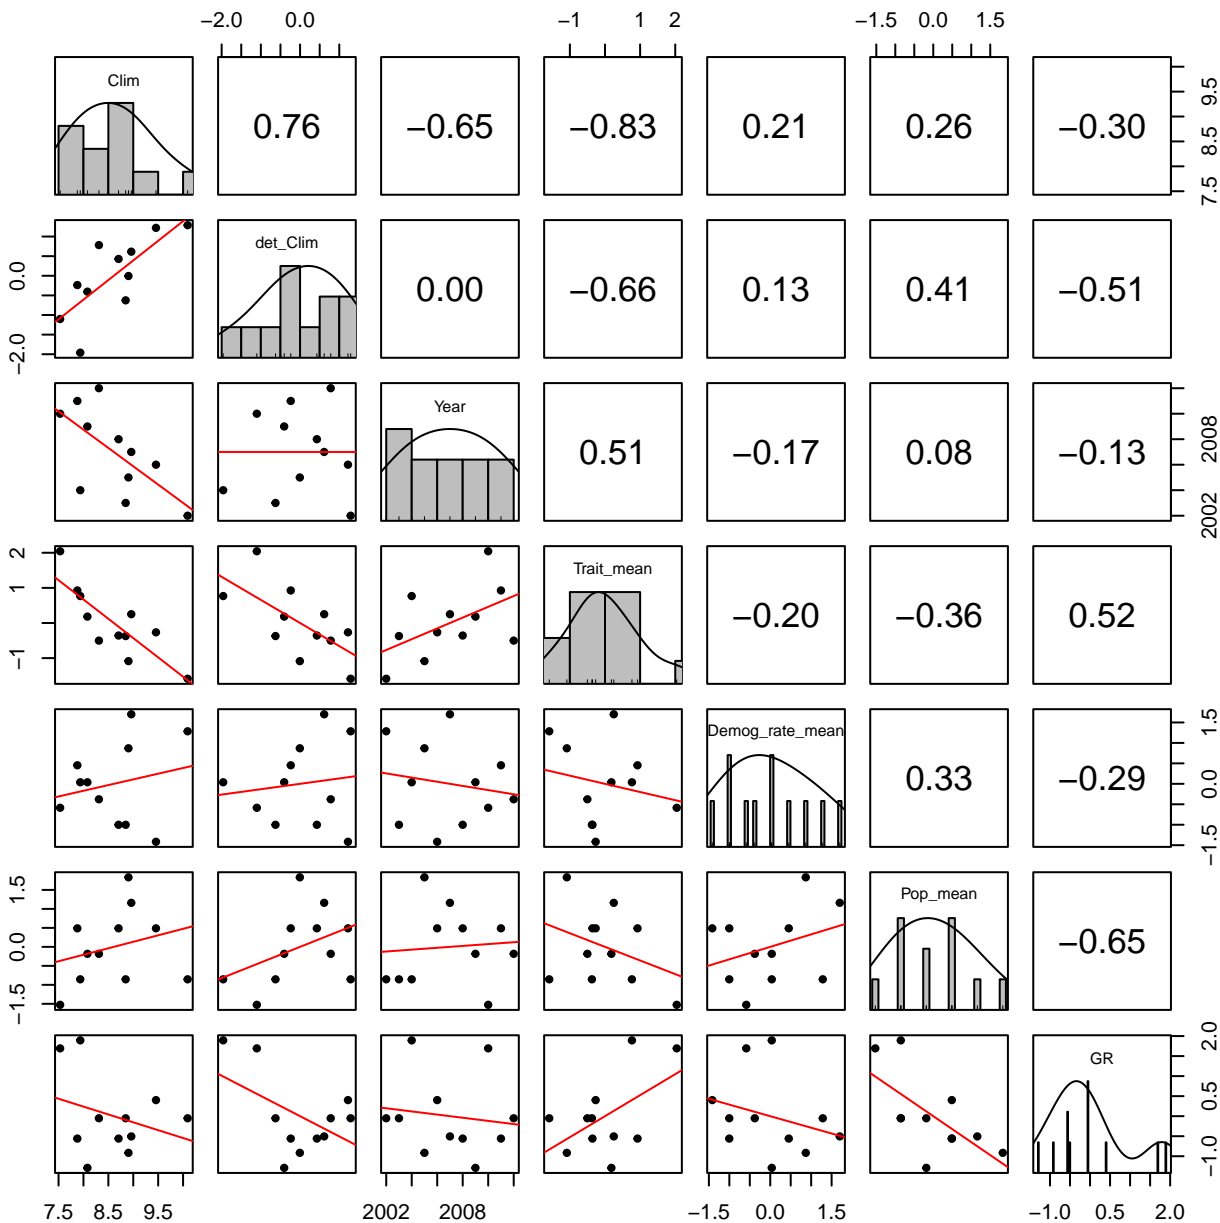 −2.0 0.0 −1 1 2 −1.5 0.0 1.5
Clim
0.76 −0.65 −0.83 0.21 0.26 −0.30
7.5 8.5 9.5
det_Clim
0.00 −0.66 0.13 0.41 −0.51
−2.0 0.0
Year
0.51 −0.17 0.08 −0.13
2002 2008
Trait_mean
−0.20 −0.36 0.52
−1 1 2
Demog_rate_mean
0.33 −0.29
−1.5 0.0 1.5
Pop_mean
−0.65
−1.5 0.0 1.5
GR
−1.0 0.5 2.0
7.5 8.5 9.5 2002 2008 −1.5 0.0 1.5 −1.0 0.5 2.0